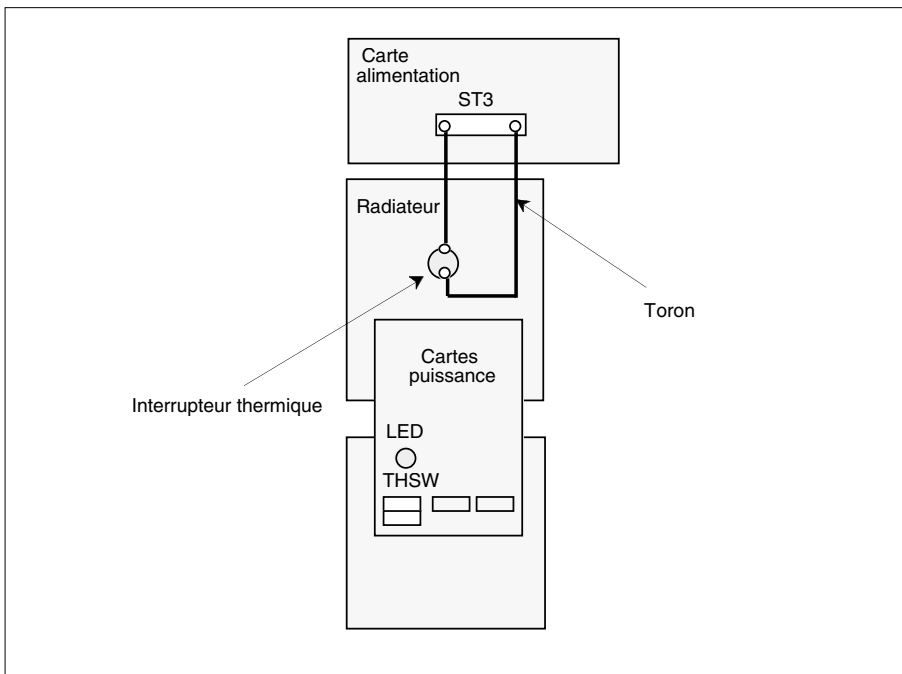 Carte
alimentation
ST3
Radiateur
Toron
Cartes
puissance
Interrupteur thermique
LED
THSW